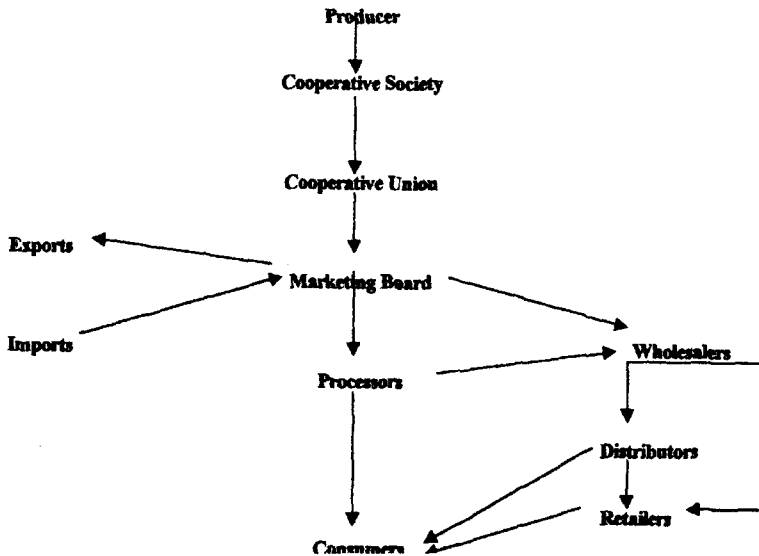 Producer
Cooperative Society
Cooperative Union
Exports
Marketing Board
Imports
Wholesalers
Processors
Distributors
Retailers
Consumers